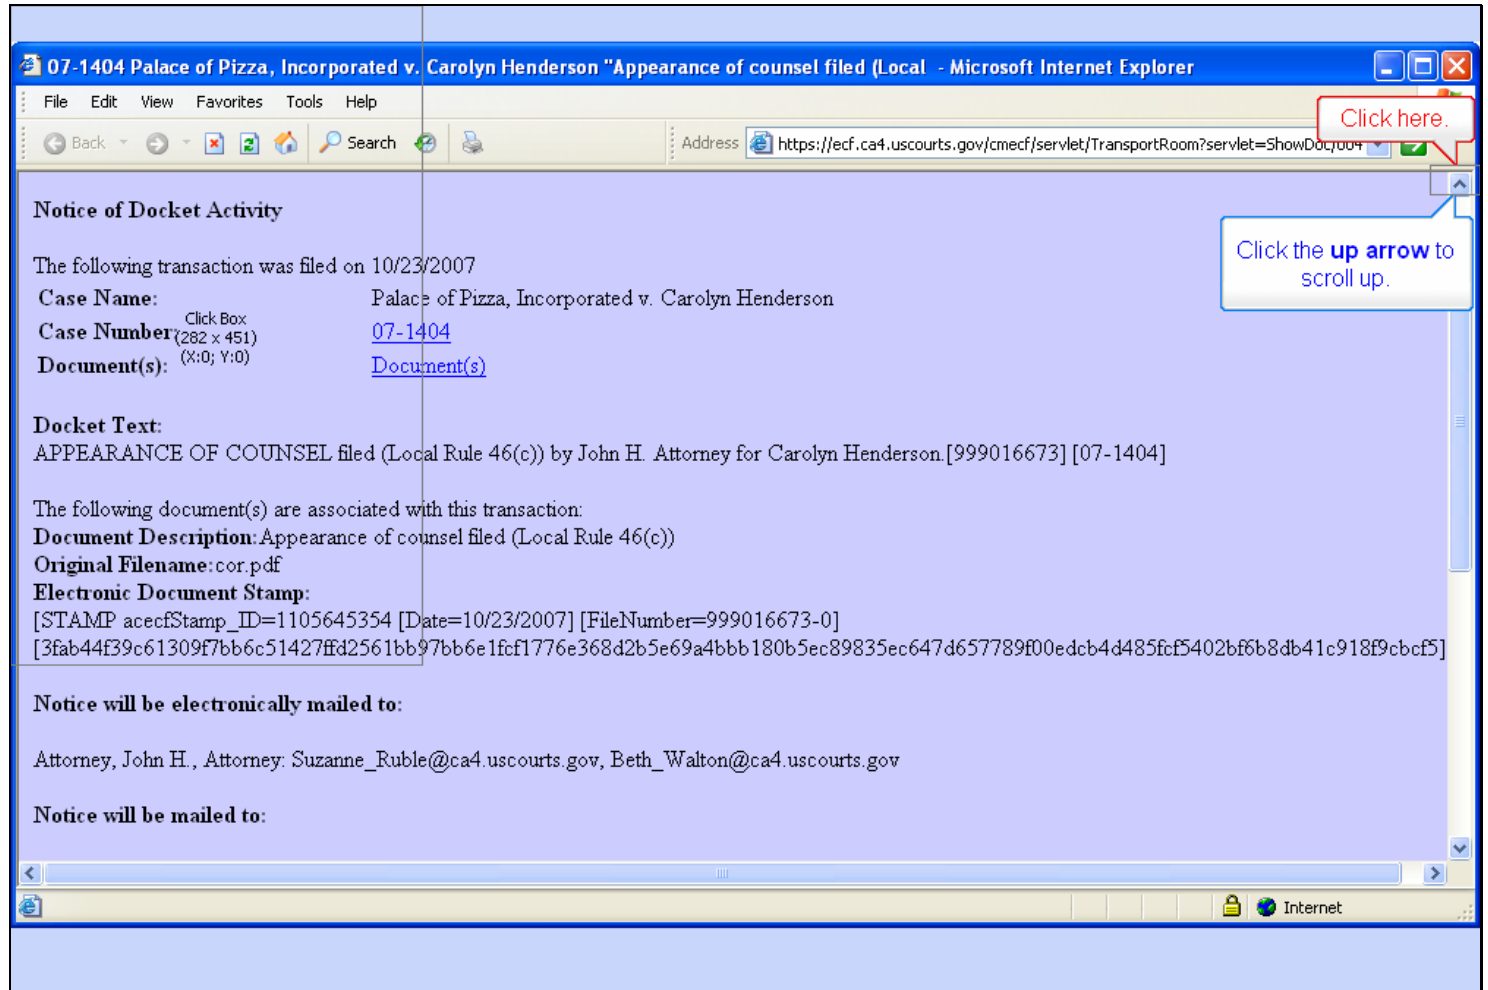 07-1404 Palace of Pizza, Incorporated v. Carolyn Henderson "Appearance of counsel filed (Local - Microsoft Internet Explorer
File Edit View Favorites Tools Help
Click here.
Back Search Address https://ecf.ca4.uscourts.gov/cmecf/servlet/TransportRoom?servlet=ShowDoc/004
Notice of Docket Activity
Click the up arrow to
scroll up.
The following transaction was filed on 10/23/2007
Case Name: Palace of Pizza, Incorporated v. Carolyn Henderson
Click Box
Case Number: 07-1404
(282 x 451)
(X:0; Y:0)
Document(s): Document(s)
Docket Text:
APPEARANCE OF COUNSEL filed (Local Rule 46(c)) by John H. Attorney for Carolyn Henderson.[999016673] [07-1404]
The following document(s) are associated with this transaction:
Document Description:Appearance of counsel filed (Local Rule 46(c))
Original Filename:cor.pdf
Electronic Document Stamp:
[STAMP acecfStamp_ID=1105645354 [Date=10/23/2007] [FileNumber=999016673-0]
[3fab44f39c61309f7bb6c51427ffd2561bb97bb6e1fcf1776e368d2b5e69a4bbb180b5ec89835ec647d657789f00edcb4d485fcf5402bf6b8db41c918f9cbcf5]
Notice will be electronically mailed to:
Attorney, John H., Attorney: Suzanne_Ruble@ca4.uscourts.gov, Beth_Walton@ca4.uscourts.gov
Notice will be mailed to:
Internet